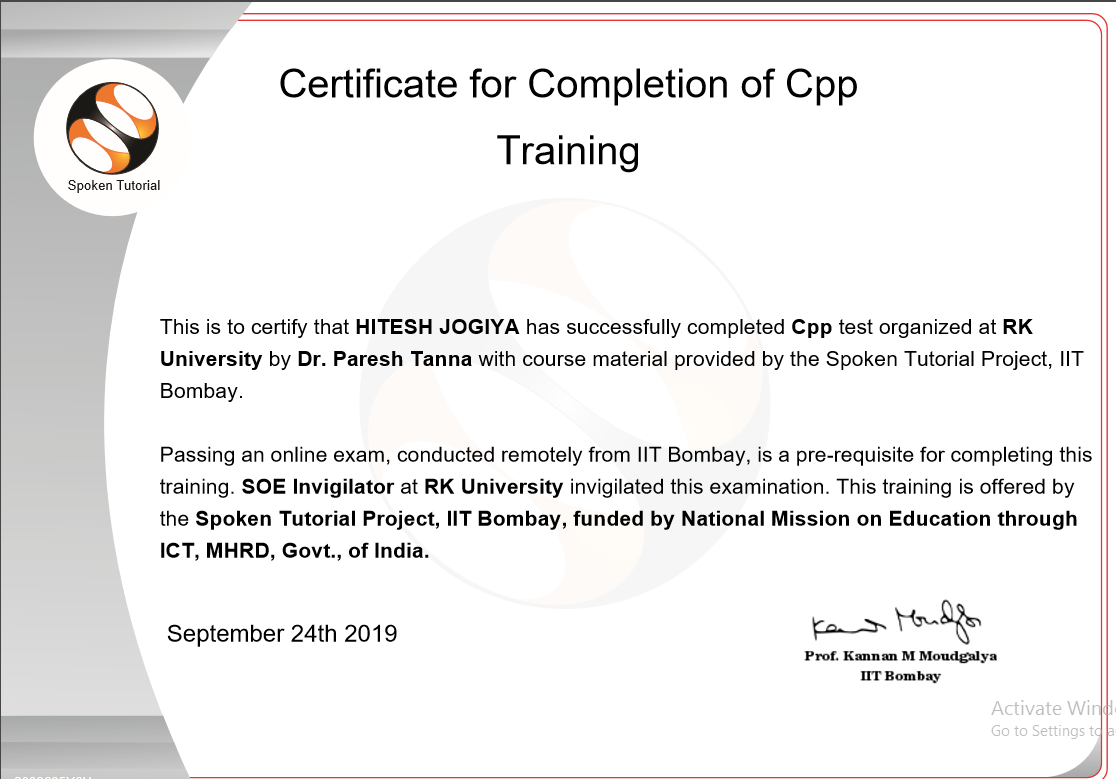 Certificate for Completion of Cpp
Training
Spoken Tutorial
This is to certify that HITESH JOGIYA has successfully completed Cpp test organized at RK
University by Dr. Paresh Tanna with course material provided by the Spoken Tutorial Project, IIT
Bombay.
Passing an online exam, conducted remotely from IIT Bombay, is a pre-requisite for completing this
training. SOE Invigilator at RK University invigilated this examination. This training is offered by
the Spoken Tutorial Project, IIT Bombay, funded by National Mission on Education through
ICT, MHRD, Govt., of India.
September 24th 2019
Prof. Kannan M Moudgalya
IIT Bombay
Activate Wind
Go to Settings to a